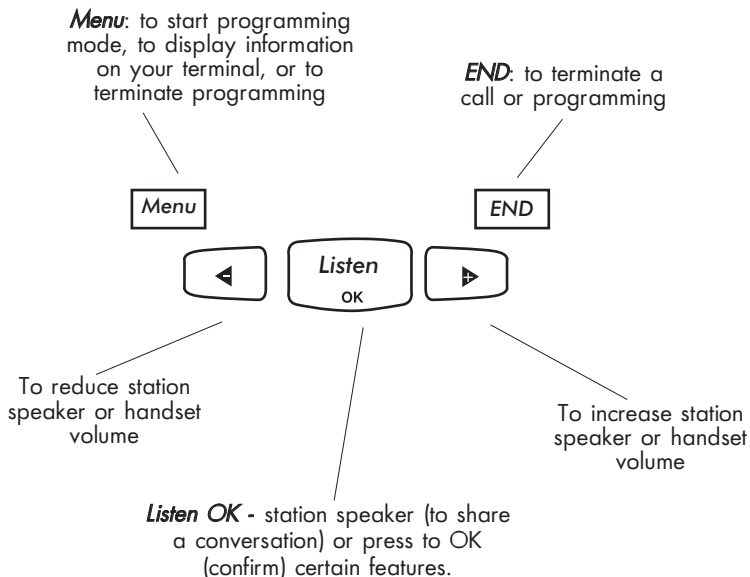 Menu: to start programming
mode, to display information
on your terminal, or to
terminate programming
END: to terminate a
call or programming
Menu
END
-
Listen
OK
+
To reduce station
speaker or handset
volume
To increase station
speaker or handset
volume
Listen OK - station speaker (to share
a conversation) or press to OK
(confirm) certain features.